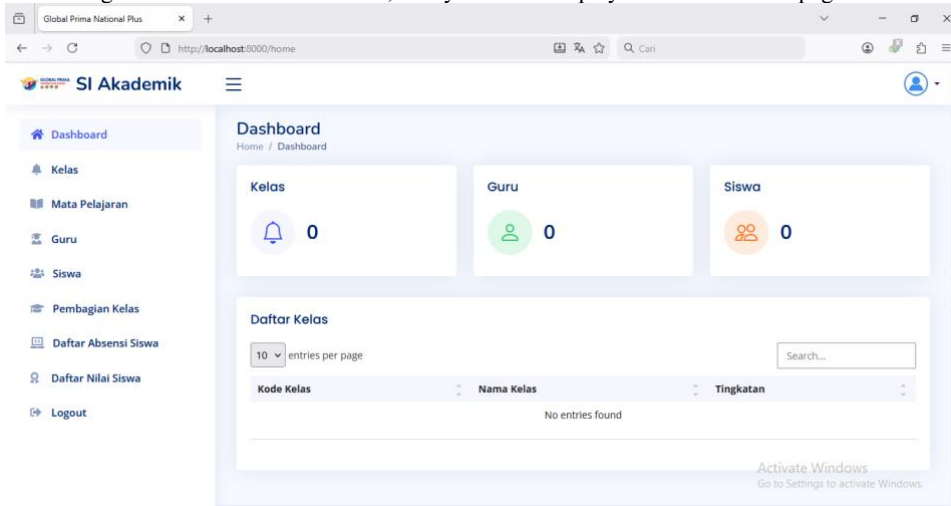 Global Prima National Plus
http://localhost:8000/home
Cari
SI Akademik
Dashboard
Kelas
Mata Pelajaran
Guru
Siswa
Pembagian Kelas
Daftar Absensi Siswa
Daftar Nilai Siswa
Logout
Dashboard
Home / Dashboard
Kelas
0
Guru
0
Siswa
0
Daftar Kelas
10 entries per page
Search...
Kode Kelas Nama Kelas Tingkatan
No entries found
Activate Windows
Go to Settings to activate Windows.